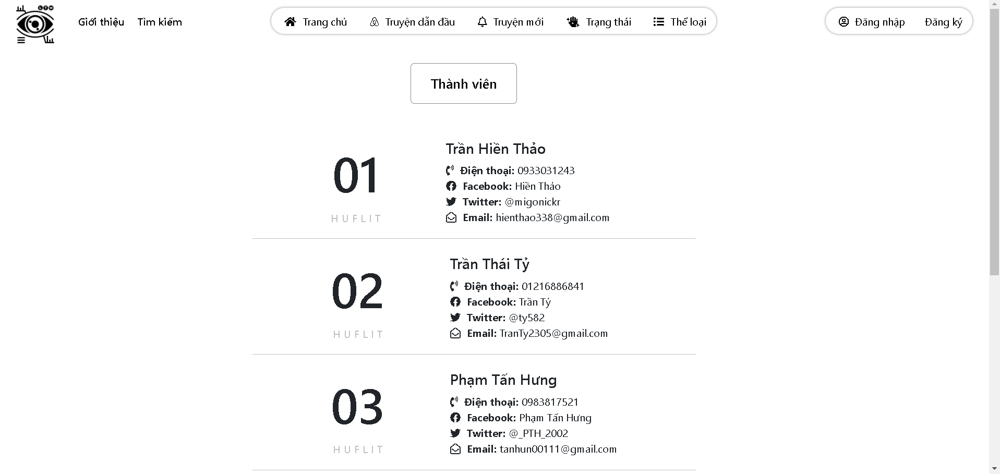 LTW
Giới thiệu Tìm kiếm Trang chủ Truyện dẫn đầu Truyện mới Trạng thái Thể loại Đăng nhập Đăng ký
Thành viên
01
HUFLIT
Trần Hiền Thảo
Điện thoại: 0933031243
Facebook: Hiền Thảo
Twitter: @migonickr
Email: hienthao338@gmail.com
02
HUFLIT
Trần Thái Tỷ
Điện thoại: 01216886841
Facebook: Trần Tỷ
Twitter: @ty582
Email: TranTy2305@gmail.com
03
HUFLIT
Phạm Tấn Hưng
Điện thoại: 0983817521
Facebook: Phạm Tấn Hưng
Twitter: @_PTH_2002
Email: tanhun00111@gmail.com